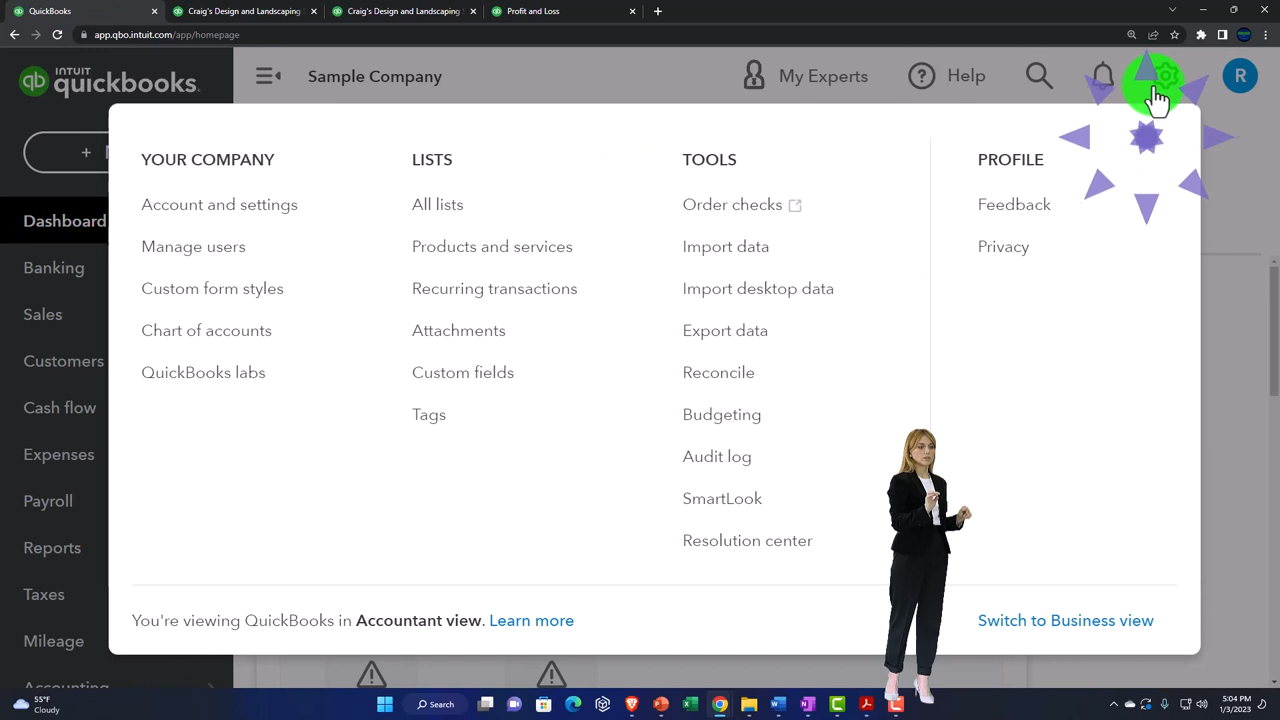 QuickBooks
Craig's Design and Landscaping
Craig's Design and Landscaping
Profit and Loss
app.qbo.intuit.com/app/homepage
INTUIT
quickbooks.
Sample Company
My Experts
Help
R
+
Dashboard
Banking
Sales
Customers
Cash flow
Expenses
Payroll
Reports
Taxes
Mileage
Accounting
YOUR COMPANY
Account and settings
Manage users
Custom form styles
Chart of accounts
QuickBooks labs
LISTS
All lists
Products and services
Recurring transactions
Attachments
Custom fields
Tags
TOOLS
Order checks
Import data
Import desktop data
Export data
Reconcile
Budgeting
Audit log
SmartLook
Resolution center
PROFILE
Feedback
Privacy
You're viewing QuickBooks in Accountant view. Learn more
Switch to Business view
55°F
Cloudy
Search
5:04 PM
1/3/2023